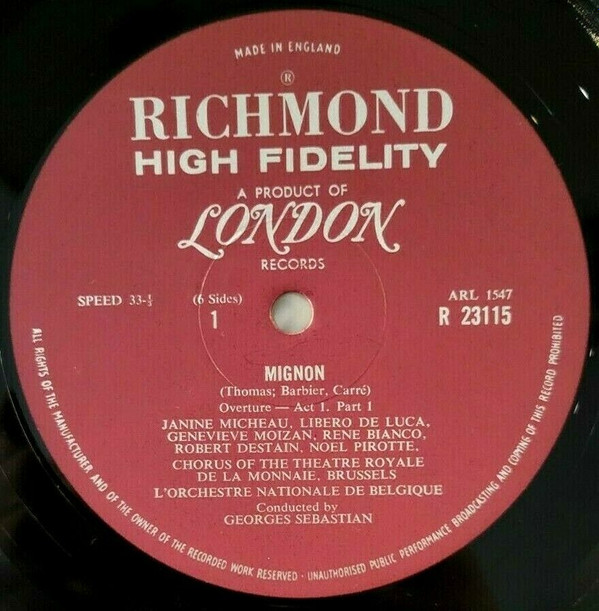 MADE IN ENGLAND
®
RICHMOND
HIGH FIDELITY
A PRODUCT OF
LONDON
RECORDS
SPEED 33-⅓
(6 Sides)
1
ARL 1547
R 23115
MIGNON
(Thomas; Barbier, Carré)
Overture — Act 1. Part 1
JANINE MICHEAU, LIBERO DE LUCA,
GENEVIEVE MOIZAN, RENE BIANCO,
ROBERT DESTAIN, NOEL PIROTTE,
CHORUS OF THE THEATRE ROYALE
DE LA MONNAIE, BRUSSELS
L'ORCHESTRE NATIONALE DE BELGIQUE
Conducted by
GEORGES SEBASTIAN
ALL RIGHTS OF THE MANUFACTURER AND OF THE OWNER OF THE RECORDED WORK RESERVED · UNAUTHORISED PUBLIC PERFORMANCE BROADCASTING AND COPYING OF THIS RECORD PROHIBITED